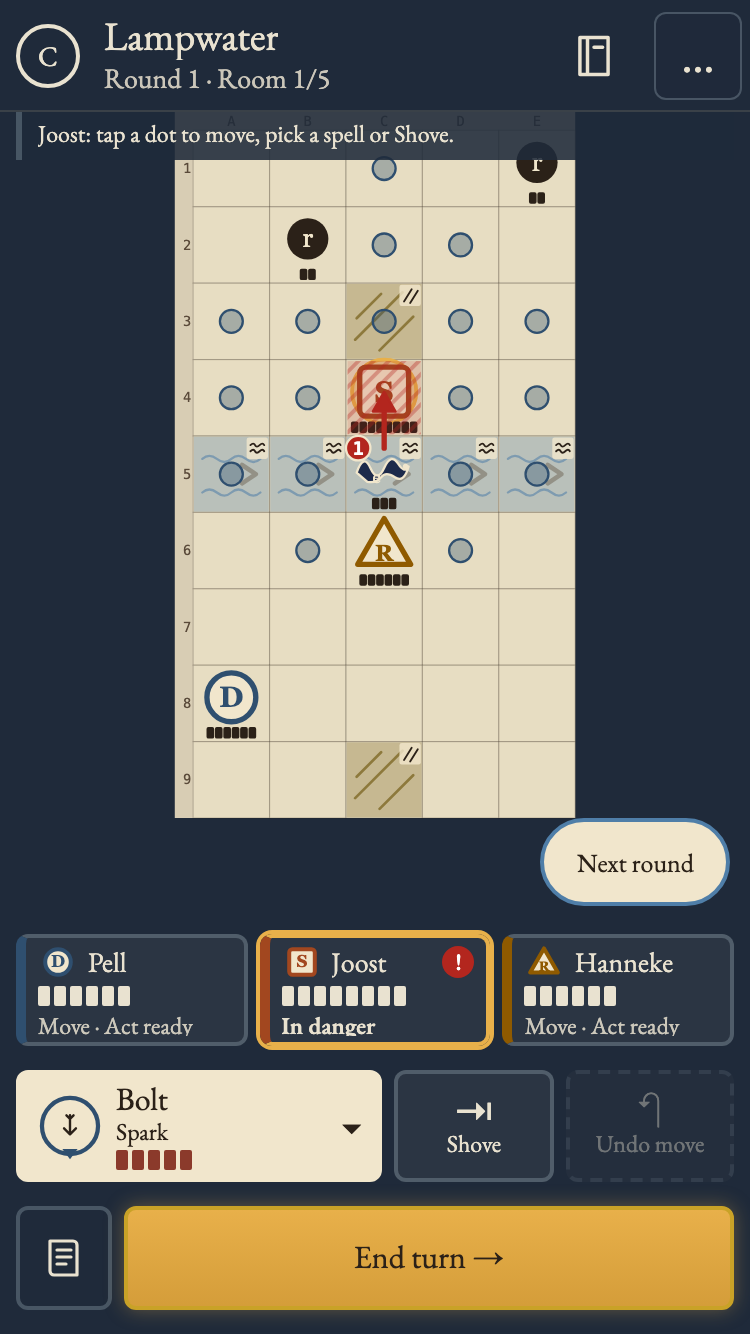 C
Lampwater
Round 1 · Room 1/5
...
Joost: tap a dot to move, pick a spell or Shove.
A B C D E
1
r
2
r
3
4
S
5
1
6
R
7
8
D
9
Next round
D Pell
Move · Act ready
S Joost !
In danger
R Hanneke
Move · Act ready
Bolt
Spark
Shove
Undo move
End turn →